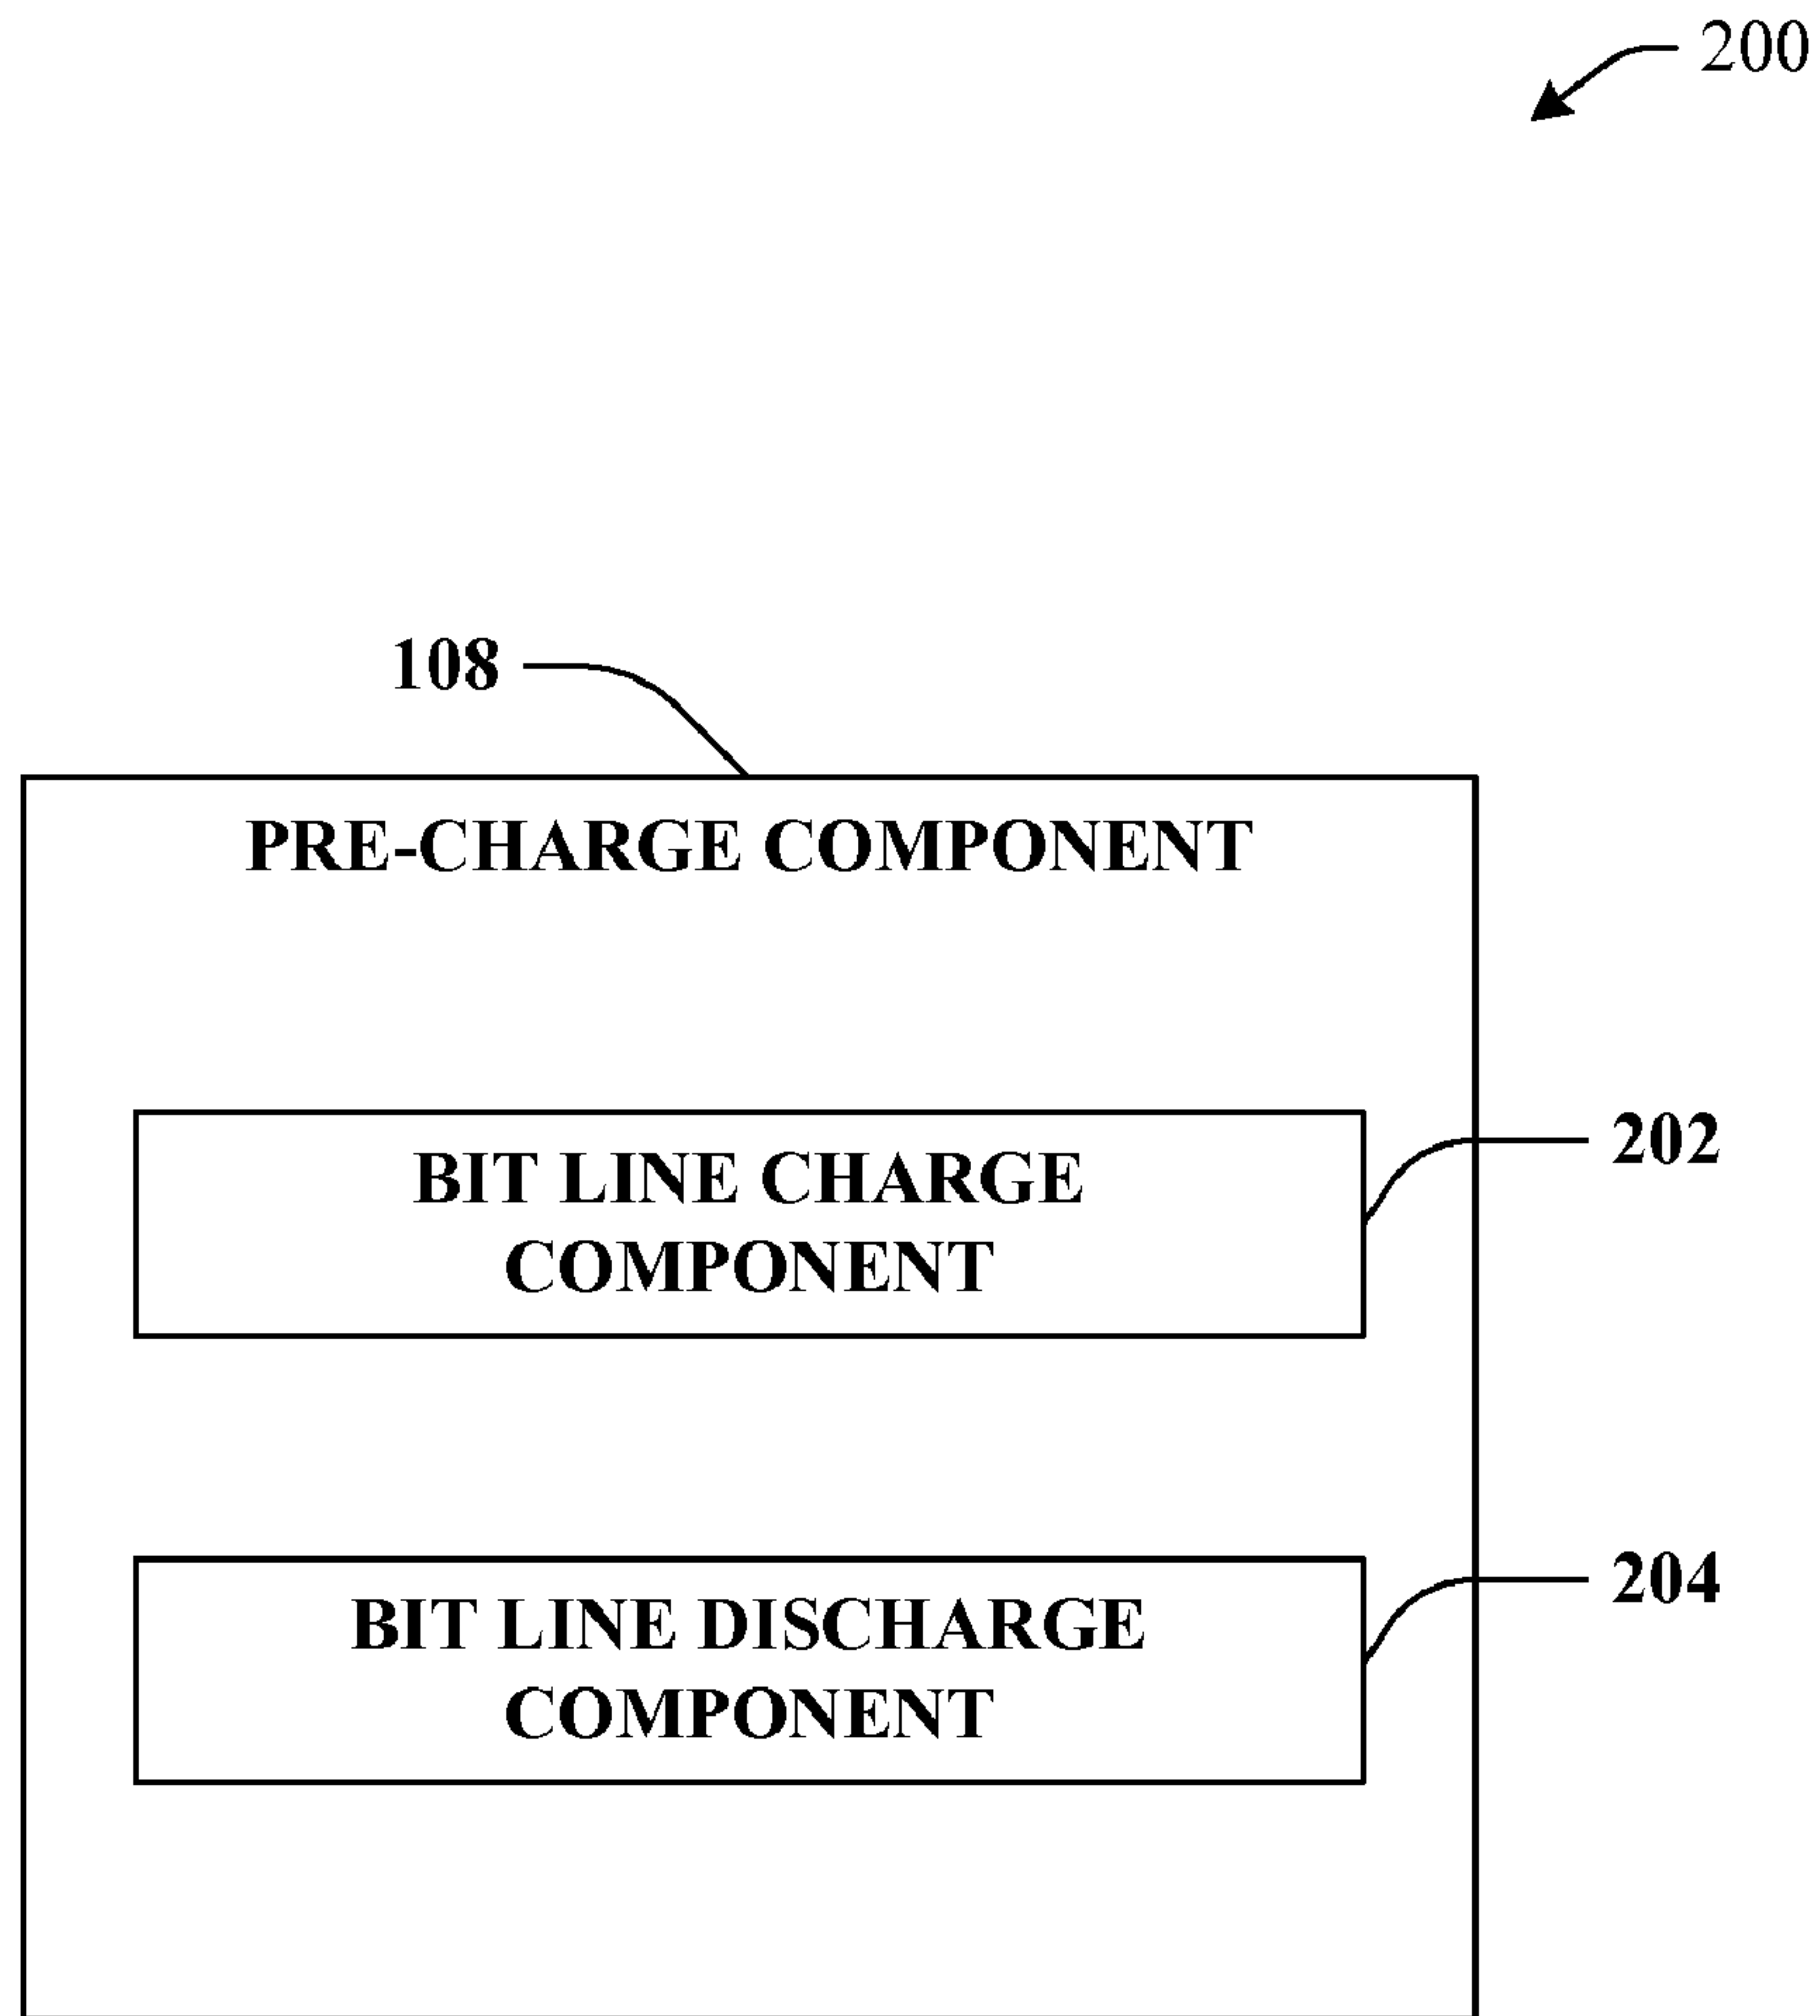 200
108
PRE-CHARGE COMPONENT
BIT LINE CHARGE
COMPONENT
202
BIT LINE DISCHARGE
COMPONENT
204